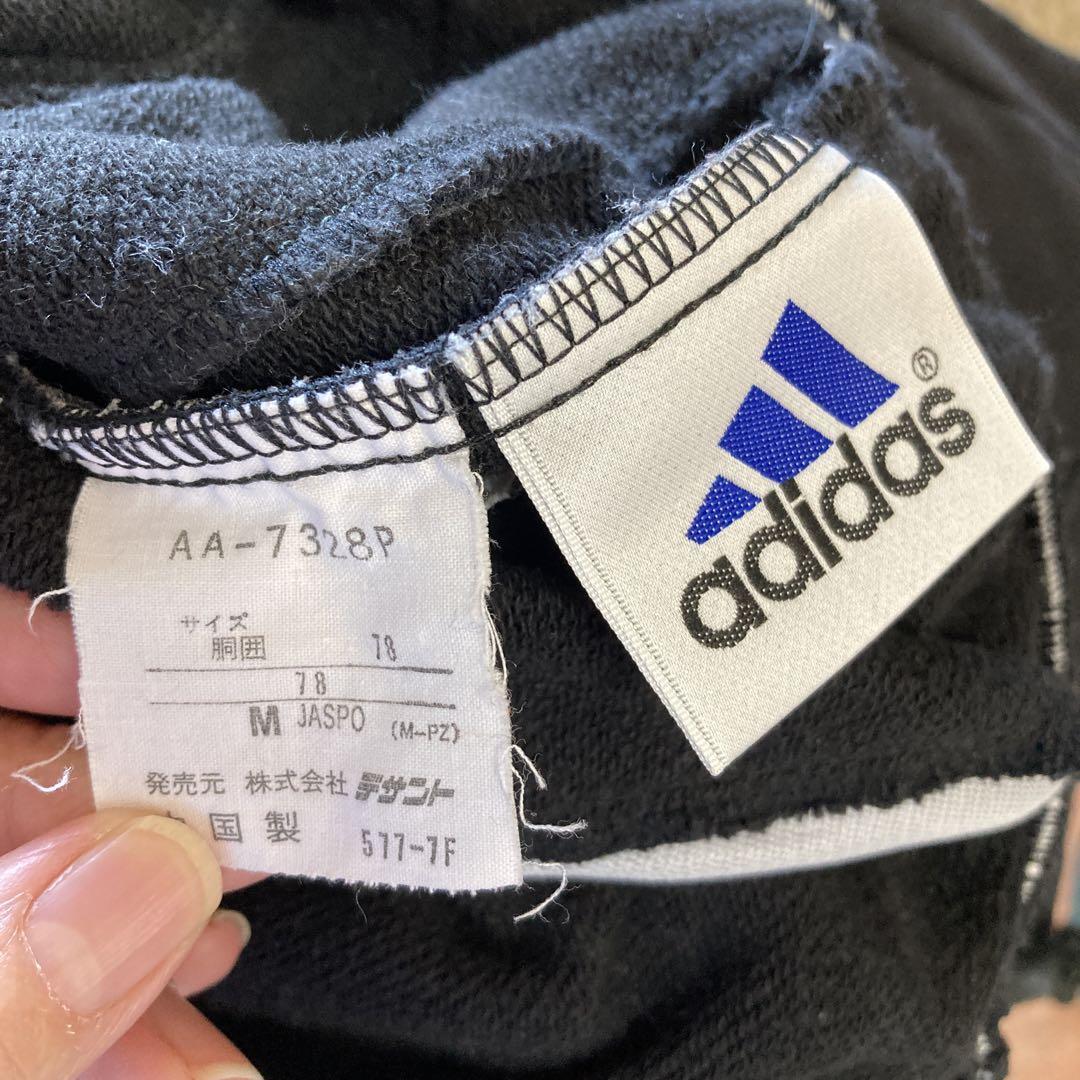 AA-7328P
サイズ
胴囲 78
78
M JASPO (M-PZ)
発売元 株式会社 デサント
国製
577-7F
adidas®